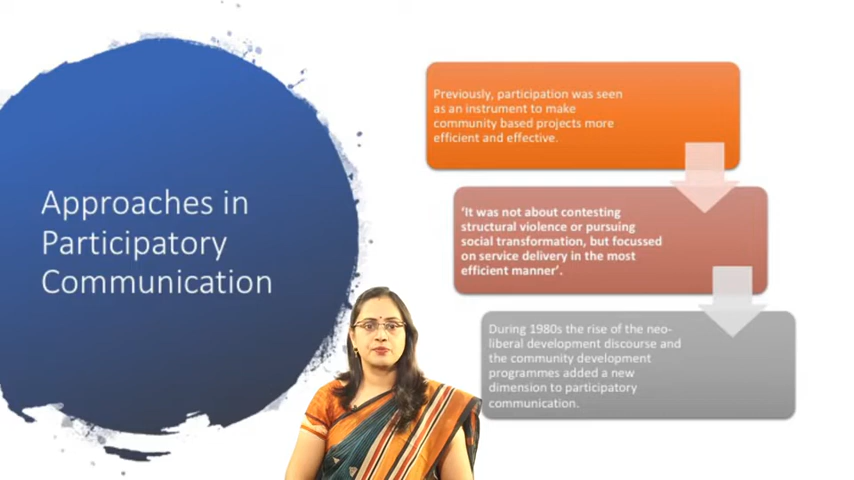 Approaches in
Participatory
Communication
Previously, participation was seen
as an instrument to make
community based projects more
efficient and effective.
‘It was not about contesting
structural violence or pursuing
social transformation, but focussed
on service delivery in the most
efficient manner’.
During 1980s the rise of the neo-
liberal development discourse and
the community development
programmes added a new
dimension to participatory
communication.